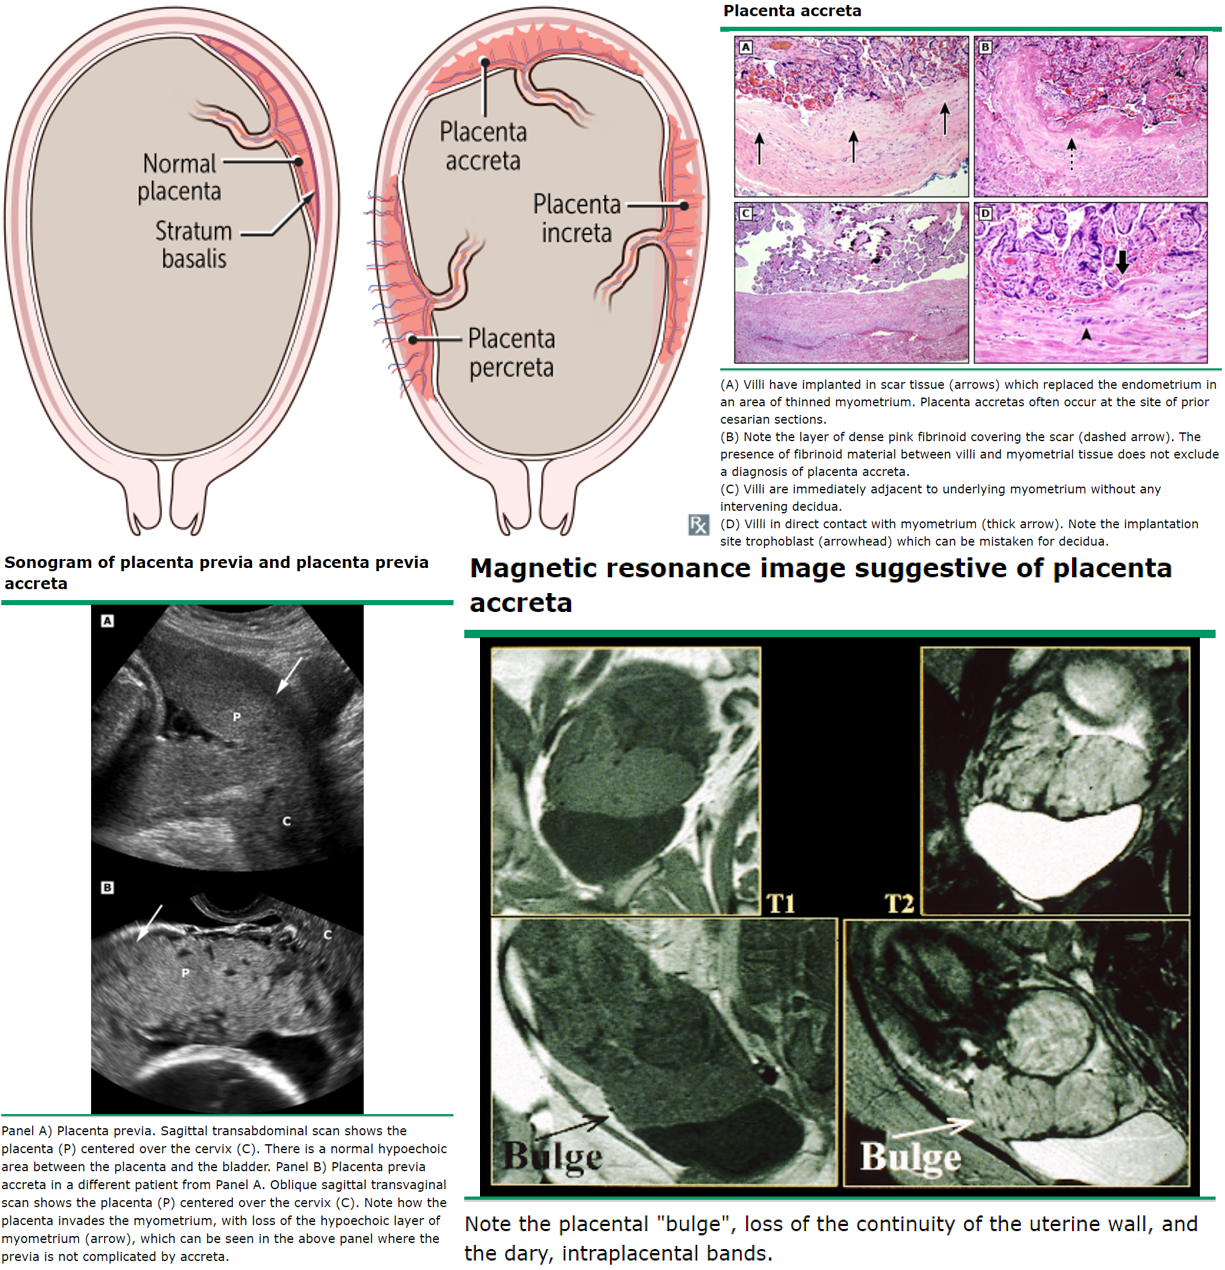 Normal
placenta
Stratum
basalis
Placenta
accreta
Placenta
increta
Placenta
percreta
Rx
Placenta accreta
A
B
C
D
(A) Villi have implanted in scar tissue (arrows) which replaced the endometrium in
an area of thinned myometrium. Placenta accretas often occur at the site of prior
cesarian sections.
(B) Note the layer of dense pink fibrinoid covering the scar (dashed arrow). The
presence of fibrinoid material between villi and myometrial tissue does not exclude
a diagnosis of placenta accreta.
(C) Villi are immediately adjacent to underlying myometrium without any
intervening decidua.
(D) Villi in direct contact with myometrium (thick arrow). Note the implantation
site trophoblast (arrowhead) which can be mistaken for decidua.
Sonogram of placenta previa and placenta previa
accreta
A
P
C
B
C
P
Panel A) Placenta previa. Sagittal transabdominal scan shows the
placenta (P) centered over the cervix (C). There is a normal hypoechoic
area between the placenta and the bladder. Panel B) Placenta previa
accreta in a different patient from Panel A. Oblique sagittal transvaginal
scan shows the placenta (P) centered over the cervix (C). Note how the
placenta invades the myometrium, with loss of the hypoechoic layer of
myometrium (arrow), which can be seen in the above panel where the
previa is not complicated by accreta.
Magnetic resonance image suggestive of placenta
accreta
T1
T2
Bulge
Bulge
Note the placental "bulge", loss of the continuity of the uterine wall, and
the dary, intraplacental bands.